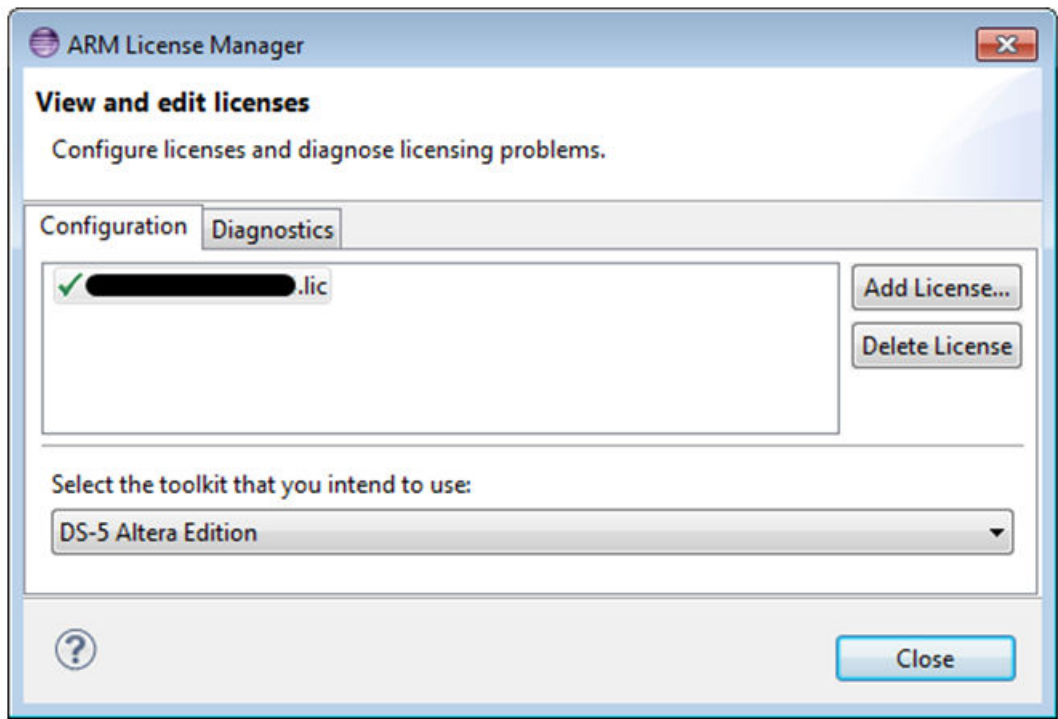 ARM License Manager
View and edit licenses
Configure licenses and diagnose licensing problems.
Configuration
Diagnostics
.lic
Add License...
Delete License
Select the toolkit that you intend to use:
DS-5 Altera Edition
?
Close